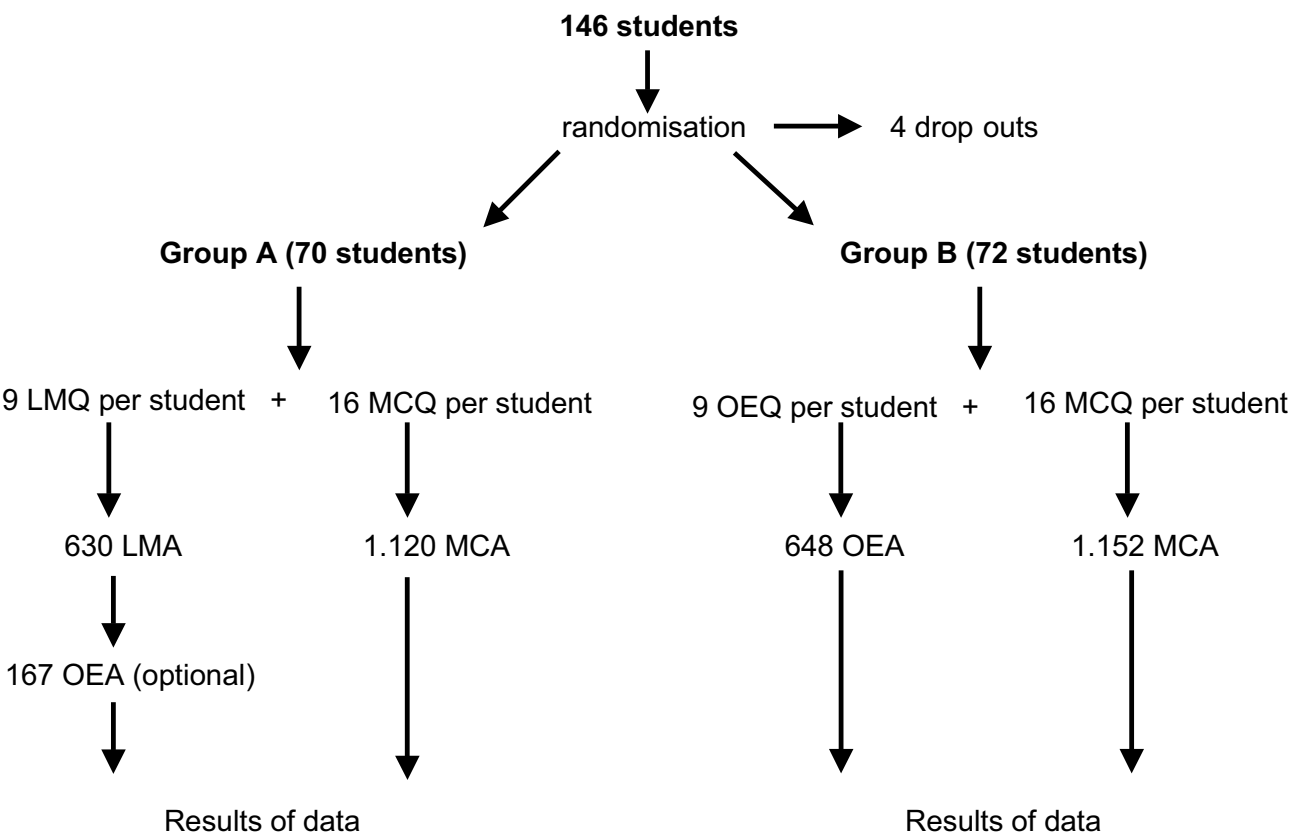 146 students
randomisation
4 drop outs
Group A (70 students)
Group B (72 students)
9 LMQ per student + 16 MCQ per student
9 OEQ per student + 16 MCQ per student
630 LMA
1.120 MCA
648 OEA
1.152 MCA
167 OEA (optional)
Results of data
Results of data